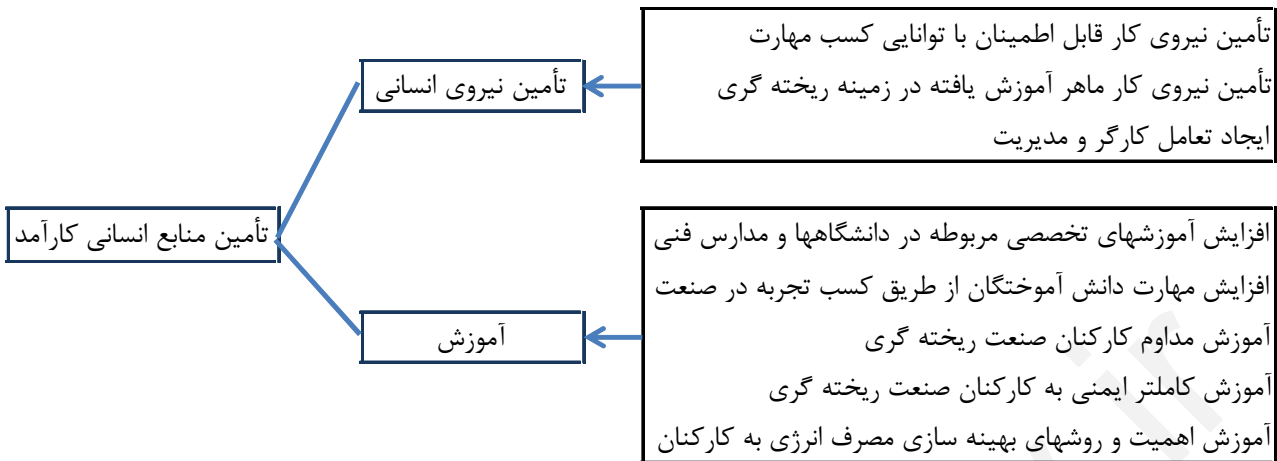 تأمین نیروی کار قابل اطمینان با توانایی کسب مهارت
تأمین نیروی کار ماهر آموزش یافته در زمینه ریخته گری
ایجاد تعامل کارگر و مدیریت
تأمین نیروی انسانی
تأمین منابع انسانی کارآمد
افزایش آموزشهای تخصصی مربوطه در دانشگاهها و مدارس فنی
افزایش مهارت دانش آموختگان از طریق کسب تجربه در صنعت
آموزش مداوم کارکنان صنعت ریخته گری
آموزش کاملتر ایمنی به کارکنان صنعت ریخته گری
آموزش اهمیت و روشهای بهینه سازی مصرف انرژی به کارکنان
آموزش